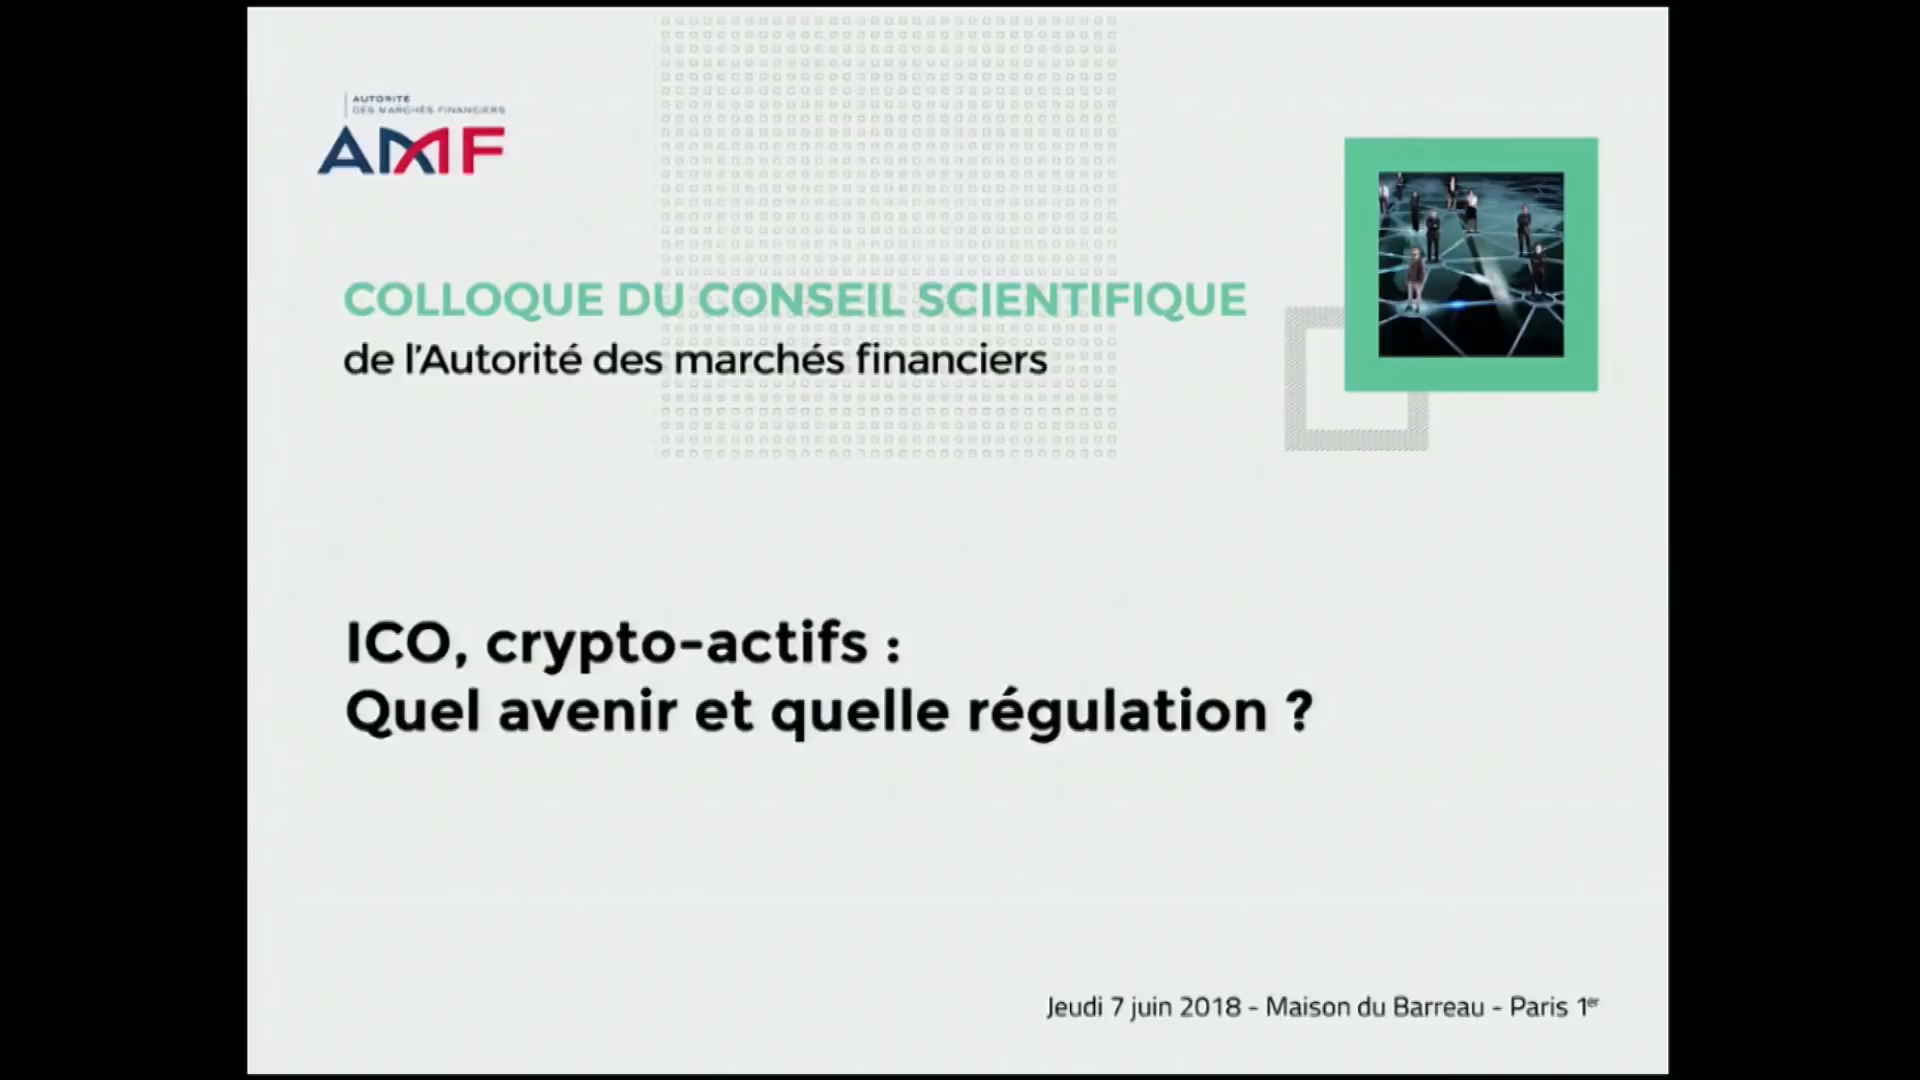 AUTORITÉ
DES MARCHÉS FINANCIERS
AMF
COLLOQUE DU CONSEIL SCIENTIFIQUE
de l'Autorité des marchés financiers
ICO, crypto-actifs :
Quel avenir et quelle régulation ?
Jeudi 7 juin 2018 - Maison du Barreau - Paris 1er